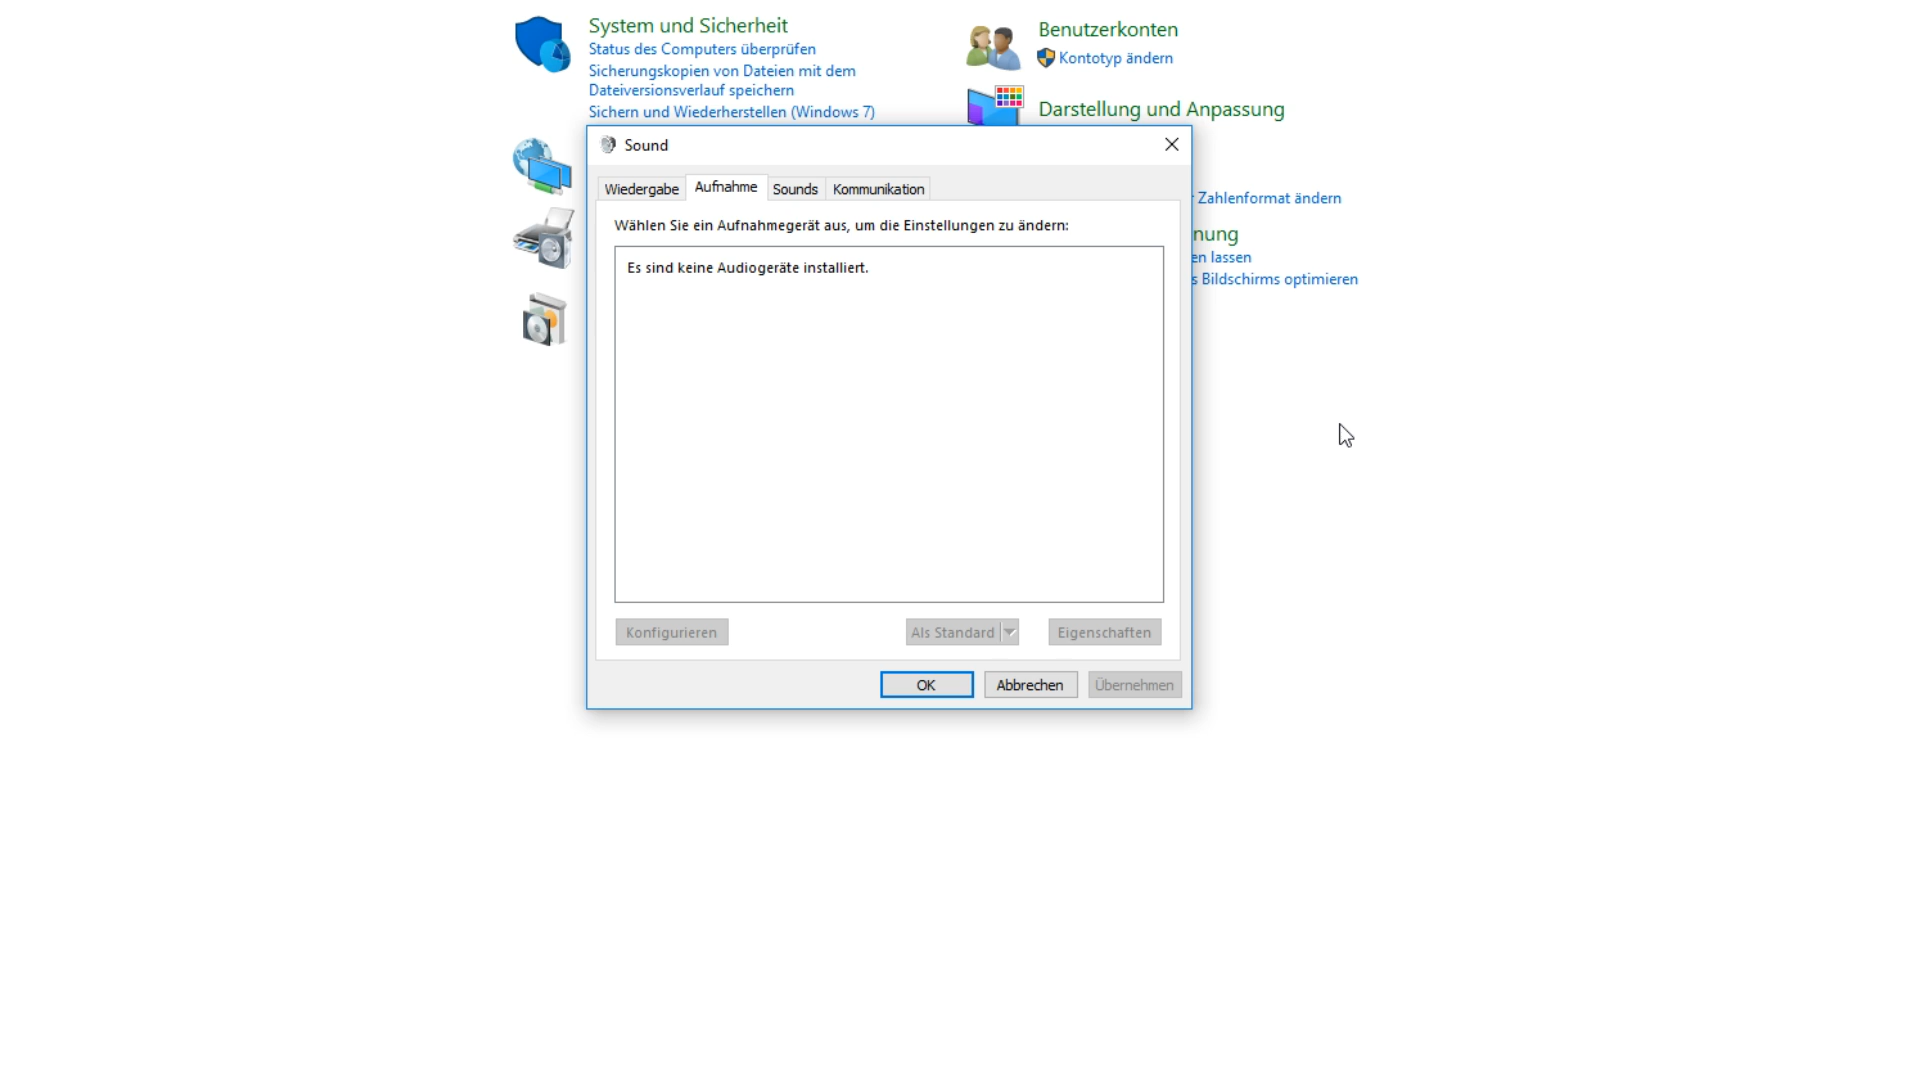 System und Sicherheit
Status des Computers überprüfen
Sicherungskopien von Dateien mit dem
Dateiversionsverlauf speichern
Sichern und Wiederherstellen (Windows 7)
Benutzerkonten
Kontotyp ändern
Darstellung und Anpassung
Zahlenformat ändern
nung
en lassen
s Bildschirms optimieren
Sound
Wiedergabe Aufnahme Sounds Kommunikation
Wählen Sie ein Aufnahmegerät aus, um die Einstellungen zu ändern:
Es sind keine Audiogeräte installiert.
Konfigurieren Als Standard Eigenschaften
OK Abbrechen Übernehmen